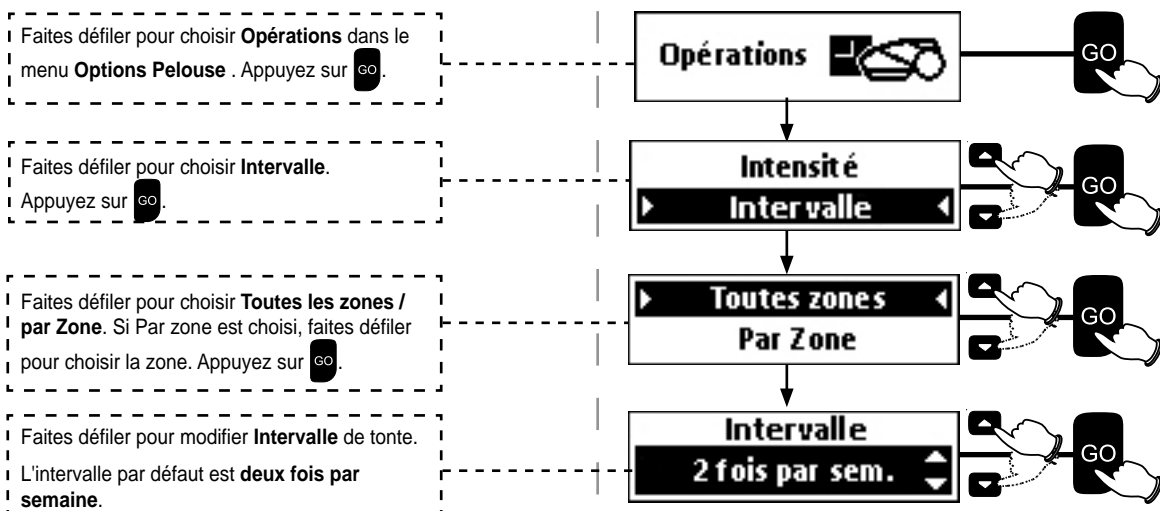 Faites défiler pour choisir Opérations dans le
menu Options Pelouse . Appuyez sur GO.
Opérations
GO
Faites défiler pour choisir Intervalle.
Appuyez sur GO.
Intensité
Intervalle
GO
Faites défiler pour choisir Toutes les zones /
par Zone. Si Par zone est choisi, faites défiler
pour choisir la zone. Appuyez sur GO.
Toutes zones
Par Zone
GO
Faites défiler pour modifier Intervalle de tonte.
L'intervalle par défaut est deux fois par
semaine.
Intervalle
2 fois par sem.
GO